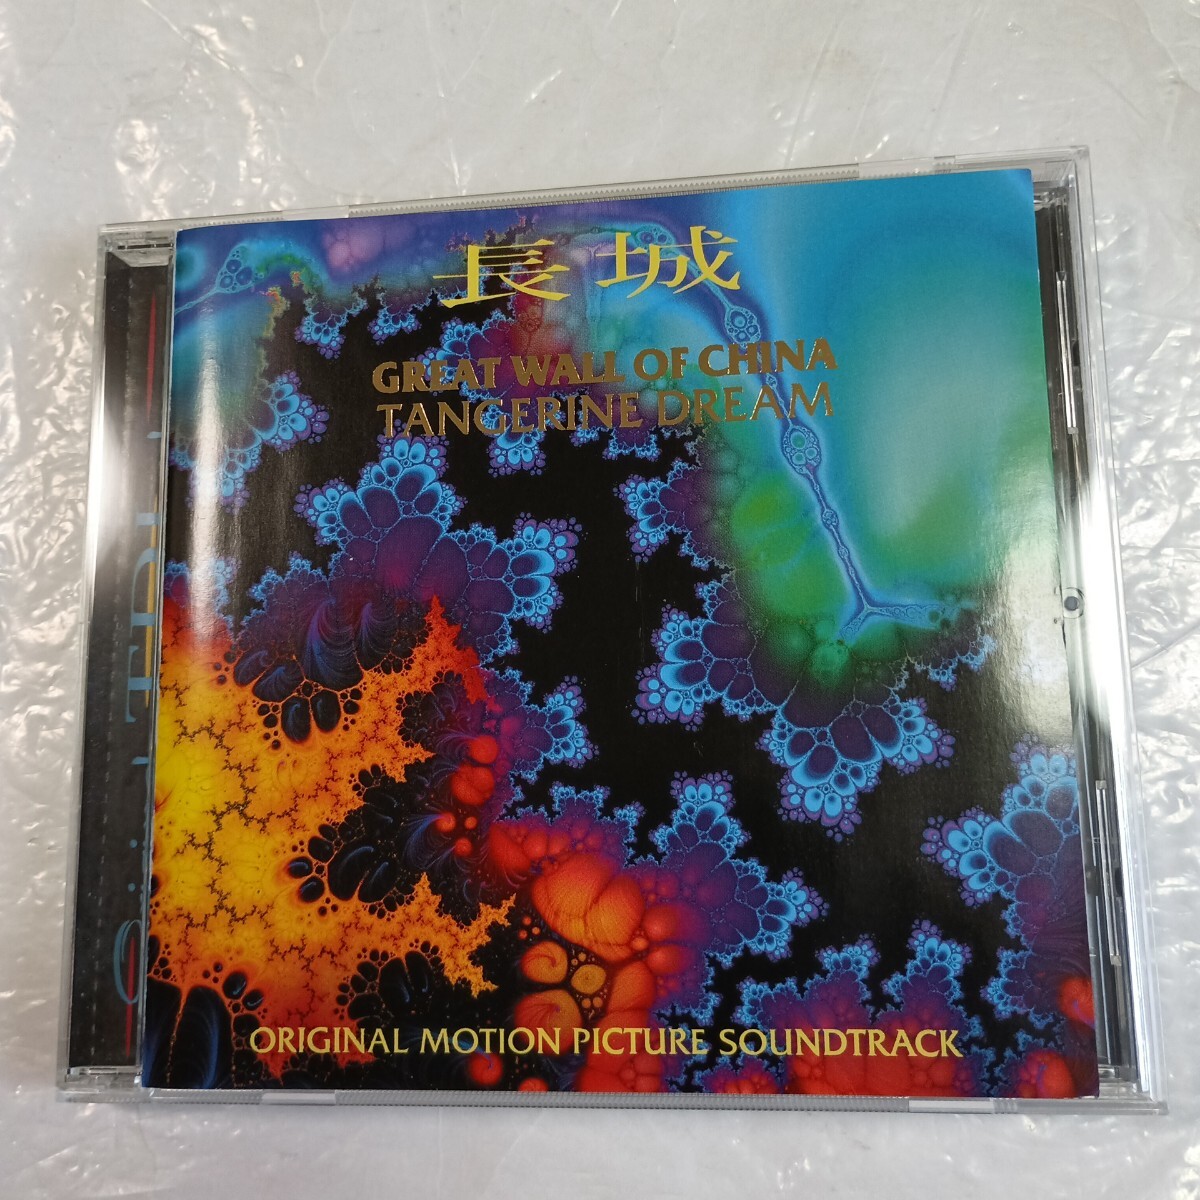 長城
GREAT WALL OF CHINA
TANGERINE DREAM
ORIGINAL MOTION PICTURE SOUNDTRACK